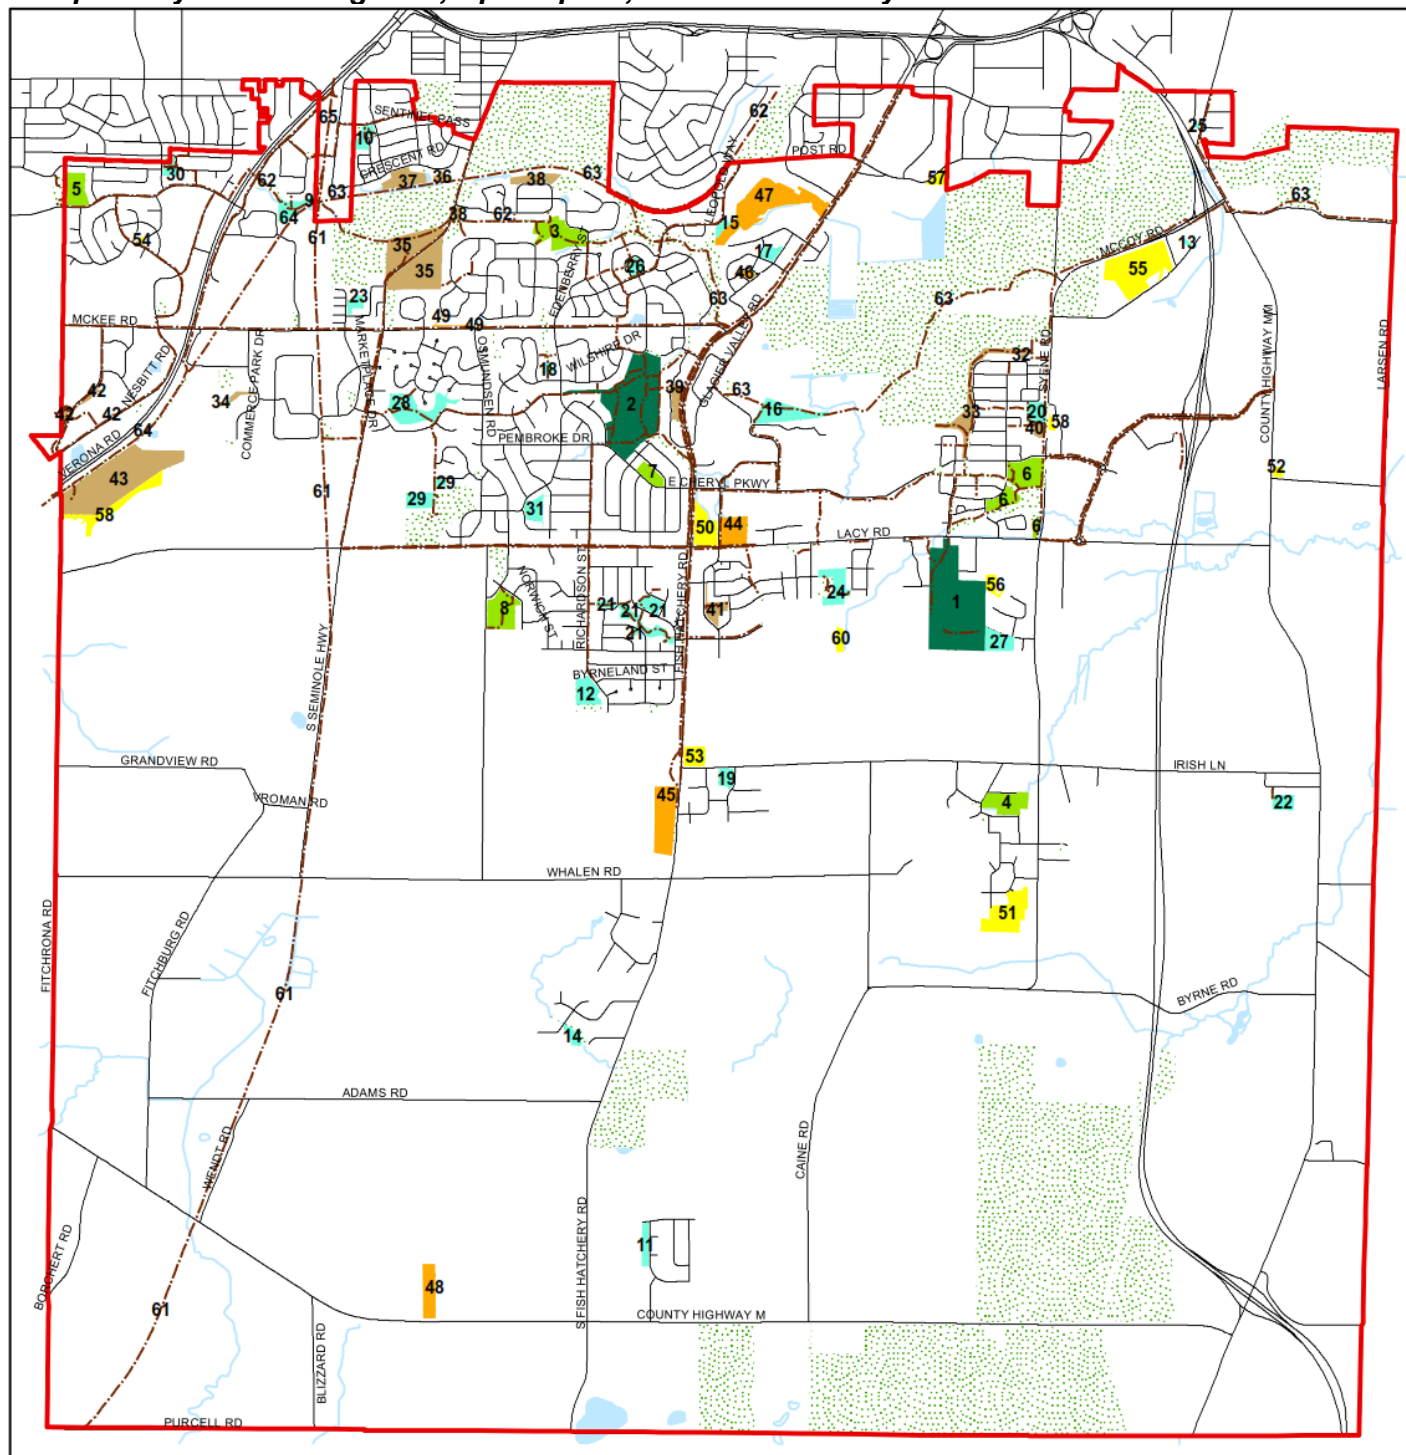 SENTINEL PASS
PRESCENT RD
POST RD
LEOPOLD WAY
MCCOY RD
EDENBERRY ST
MCKEE RD
NESBITT RD
COMMERCE PARK DR
MARKETPLACE DR
OSMUNDSEN RD
WILSHIRE DR
GLACIER VALLEY RD
SYENE RD
COUNTY HIGHWAY MM
LARSEN RD
VERONA RD
PEMBROKE DR
E CHERYL PKWY
LACY RD
NORWICH ST
RICHARDSON ST
FISH HATCHERY RD
S SEMINOLE HWY
BYRNELAND ST
GRANDVIEW RD
VROMAN RD
IRISH LN
WHALEN RD
FITCHRONA RD
FITCHBURG RD
BYRNE RD
ADAMS RD
WENDT RD
CAINE RD
S FISH HATCHERY RD
BORCHERT RD
COUNTY HIGHWAY M
BLIZZARD RD
PURCELL RD
65
62
10
25
30
5
62
9
63
37
36
38
63
57
47
63
64
61
38
62
3
15
54
35
35
26
17
46
13
55
23
49
49
63
63
18
32
42
42
42
34
28
2
39
63
16
33
20
40
58
64
43
58
61
29
29
31
7
50
44
6
6
6
52
8
21
21
21
21
41
24
56
1
60
27
12
53
19
45
4
22
51
61
14
11
48
61